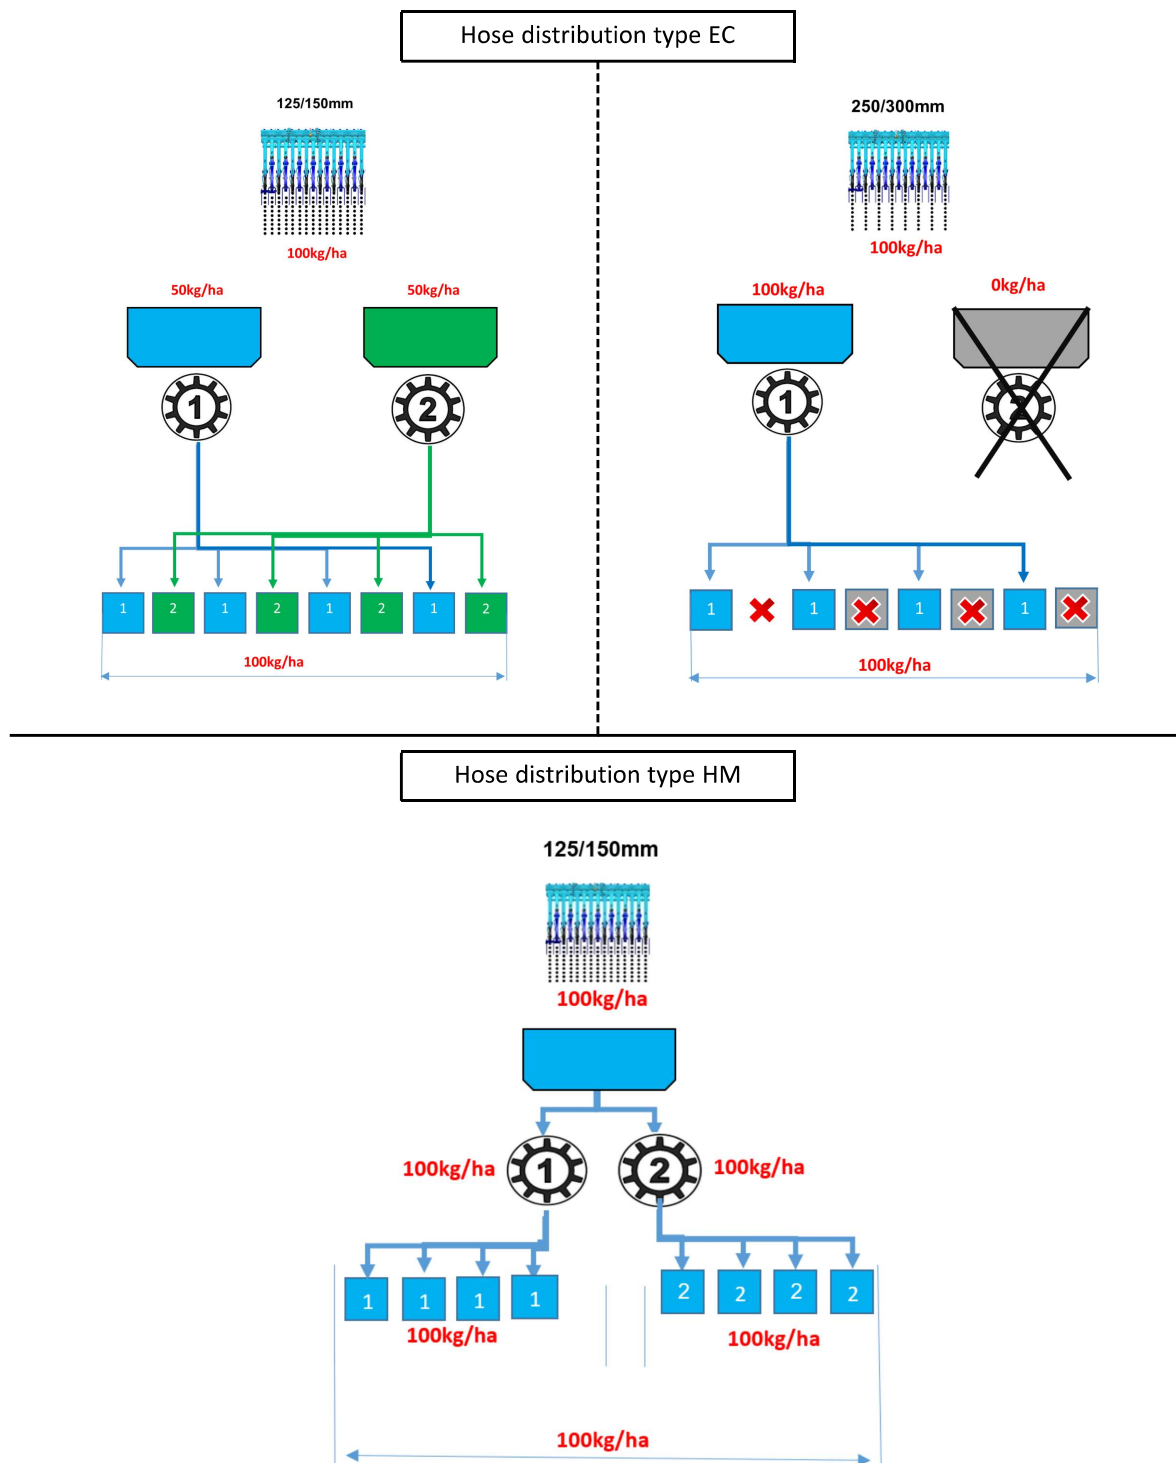 Hose distribution type EC
125/150mm
100kg/ha
50kg/ha
50kg/ha
1
2
1 2 1 2 1 2 1 2
100kg/ha
250/300mm
100kg/ha
100kg/ha
0kg/ha
1
2
1 1 1 1
100kg/ha
Hose distribution type HM
125/150mm
100kg/ha
100kg/ha 1 2 100kg/ha
1 1 1 1 2 2 2 2
100kg/ha 100kg/ha
100kg/ha